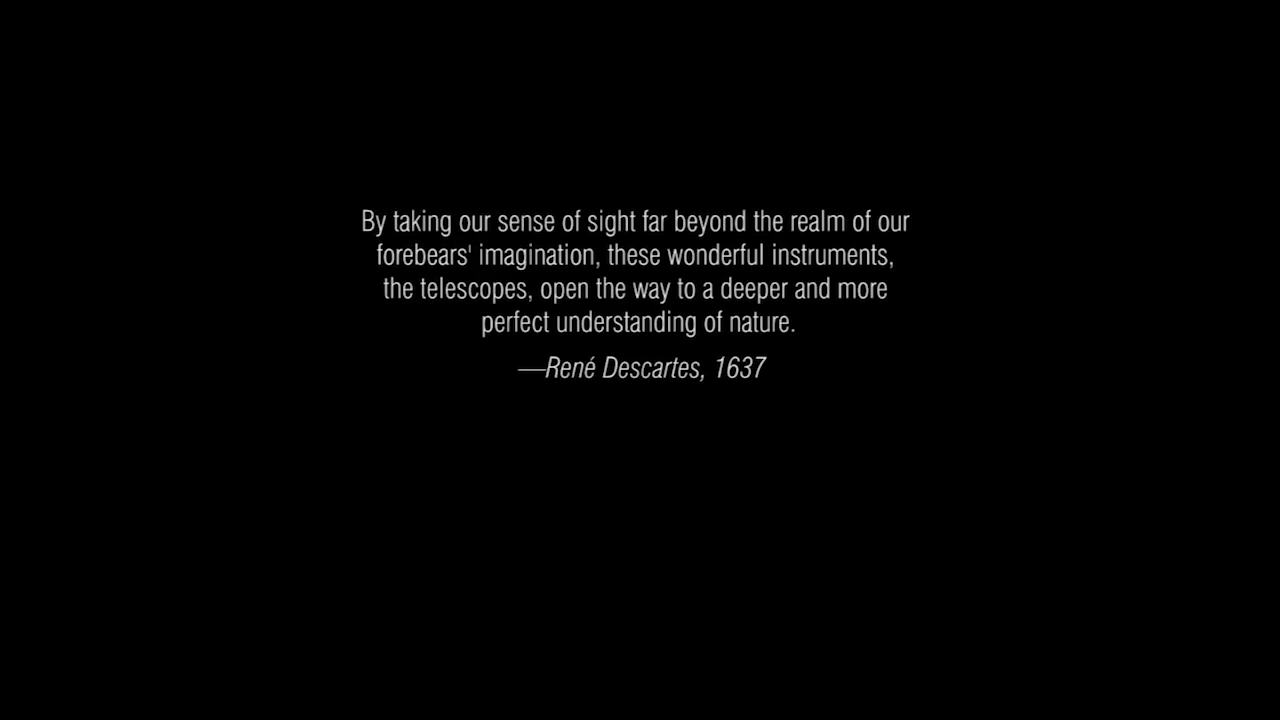 By taking our sense of sight far beyond the realm of our
forebears' imagination, these wonderful instruments,
the telescopes, open the way to a deeper and more
perfect understanding of nature.
—René Descartes, 1637